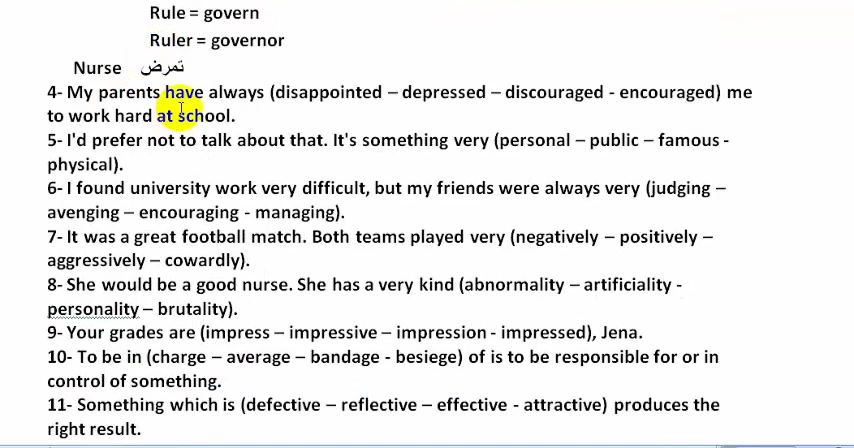 Rule = govern
Ruler = governor
Nurse تمرض
4- My parents have always (disappointed – depressed – discouraged - encouraged) me
to work hard at school.
5- I'd prefer not to talk about that. It's something very (personal – public – famous -
physical).
6- I found university work very difficult, but my friends were always very (judging –
avenging – encouraging - managing).
7- It was a great football match. Both teams played very (negatively – positively –
aggressively – cowardly).
8- She would be a good nurse. She has a very kind (abnormality – artificiality -
personality – brutality).
9- Your grades are (impress – impressive – impression - impressed), Jena.
10- To be in (charge – average – bandage - besiege) of is to be responsible for or in
control of something.
11- Something which is (defective – reflective – effective - attractive) produces the
right result.